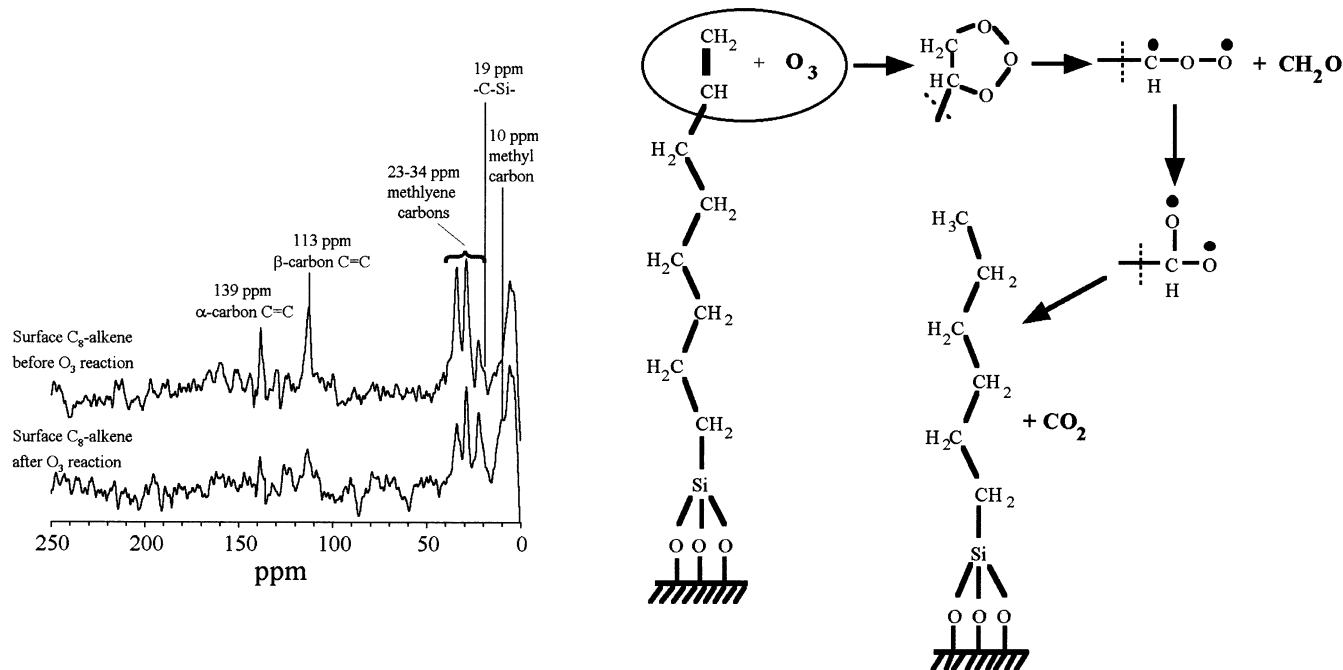 19 ppm
-C-Si-
10 ppm
methyl
carbon
23-34 ppm
methlyene
carbons
113 ppm
β-carbon C=C
139 ppm
α-carbon C=C
Surface C₈-alkene
before O₃ reaction
Surface C₈-alkene
after O₃ reaction
250 200 150 100 50 0
ppm
CH₂
+ O₃
CH
H₂C
CH₂
H₂C
CH₂
H₂C
CH₂
Si
O O O
O
H₂C O
HC O
C O O + CH₂O
H
O
C O
H
H₃C
CH₂
H₂C
CH₂
H₂C
+ CO₂
CH₂
Si
O O O